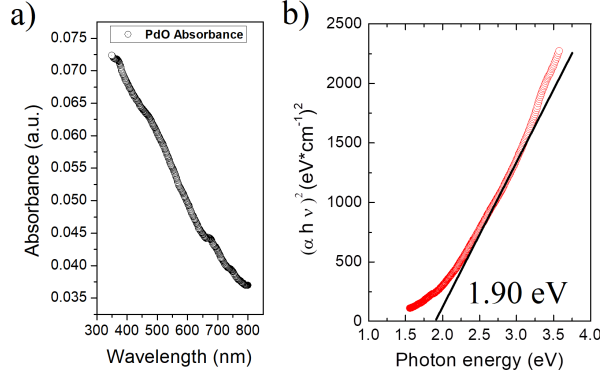 a)
PdO Absorbance
0.075
0.070
0.065
0.060
0.055
0.050
0.045
0.040
0.035
Absorbance (a.u.)
300 400 500 600 700 800 900
Wavelength (nm)
b)
2500
2000
1500
1000
500
0
(α h ν )² (eV*cm⁻¹)²
1.90 eV
1.0 1.5 2.0 2.5 3.0 3.5 4.0
Photon energy (eV)